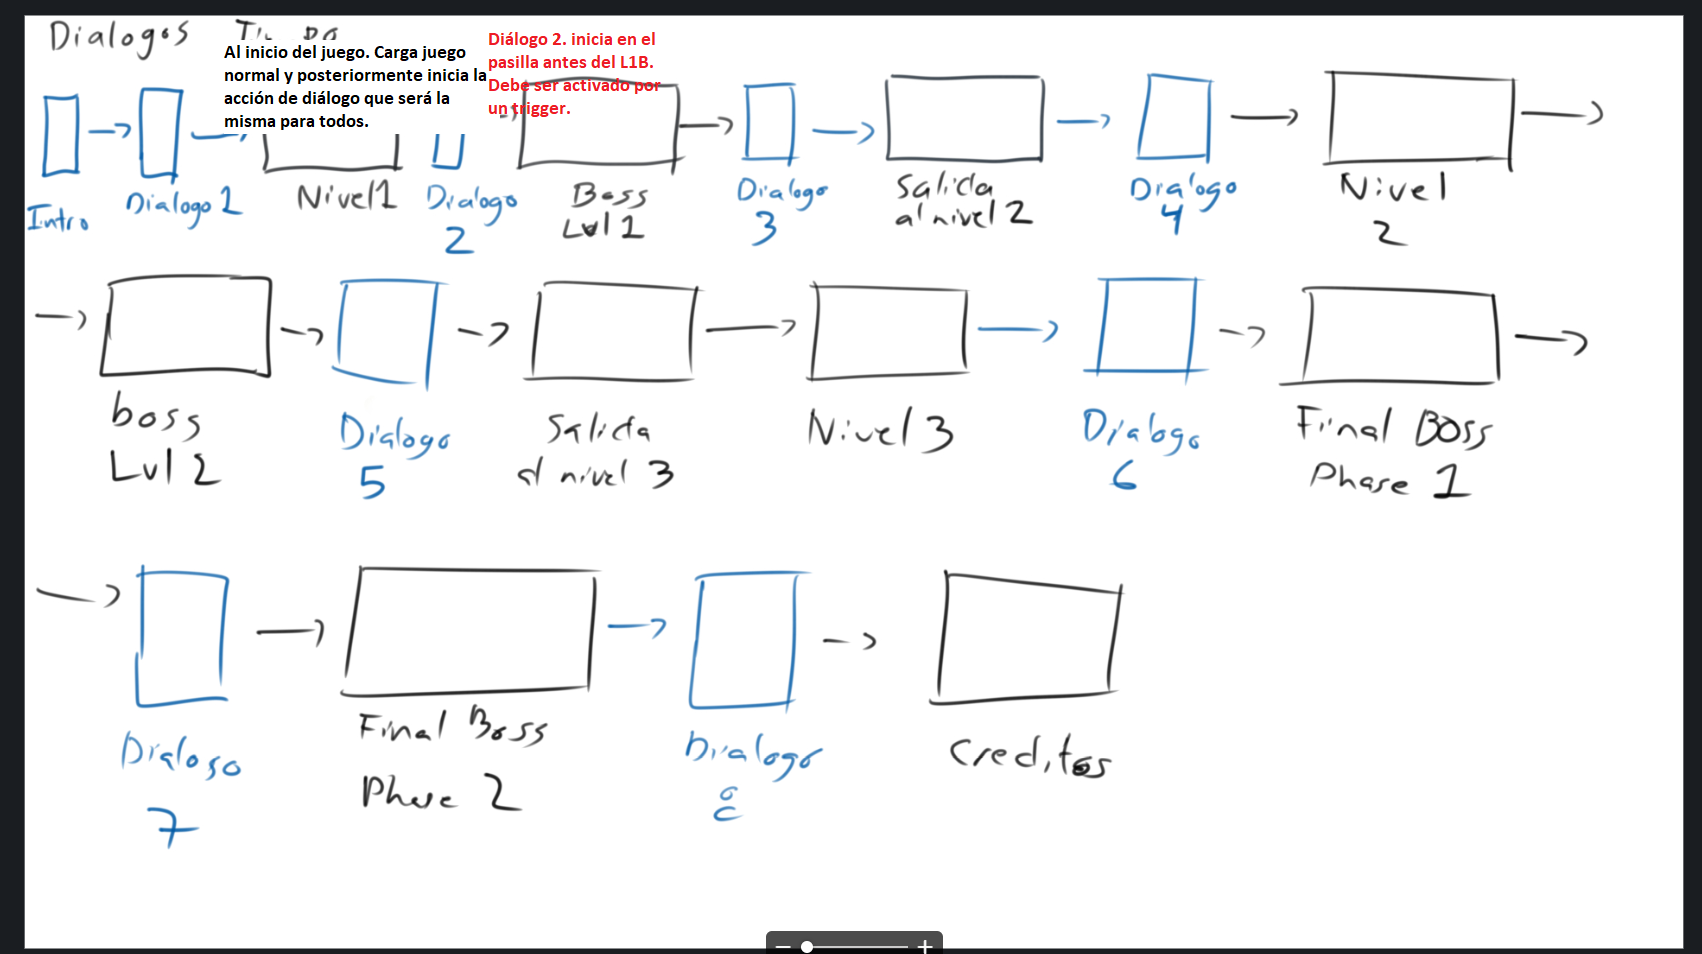 Dialogos
Al inicio del juego. Carga juego
normal y posteriormente inicia la
acción de diálogo que será la
misma para todos.
Diálogo 2. inicia en el
pasilla antes del L1B.
Debe ser activado por
un trigger.
Intro
Dialogo 1
Nivel 1
Dialogo
2
Boss
Lvl 1
Dialogo
3
Salida
al nivel 2
Dialogo
4
Nivel
2
boss
Lvl 2
Dialogo
5
Salida
al nivel 3
Nivel 3
Dialogo
6
Final Boss
Phase 1
Dialogo
7
Final Boss
Phase 2
Dialogo
8
Creditos